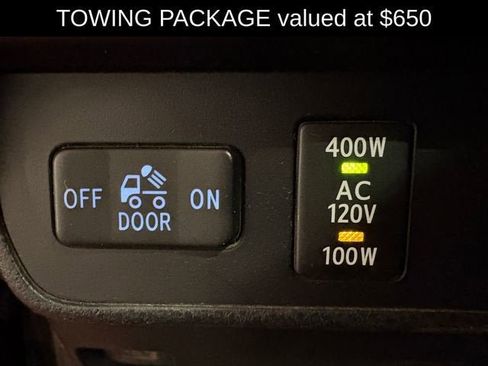 TOWING PACKAGE valued at $650
OFF DOOR ON
400W
AC
120V
100W